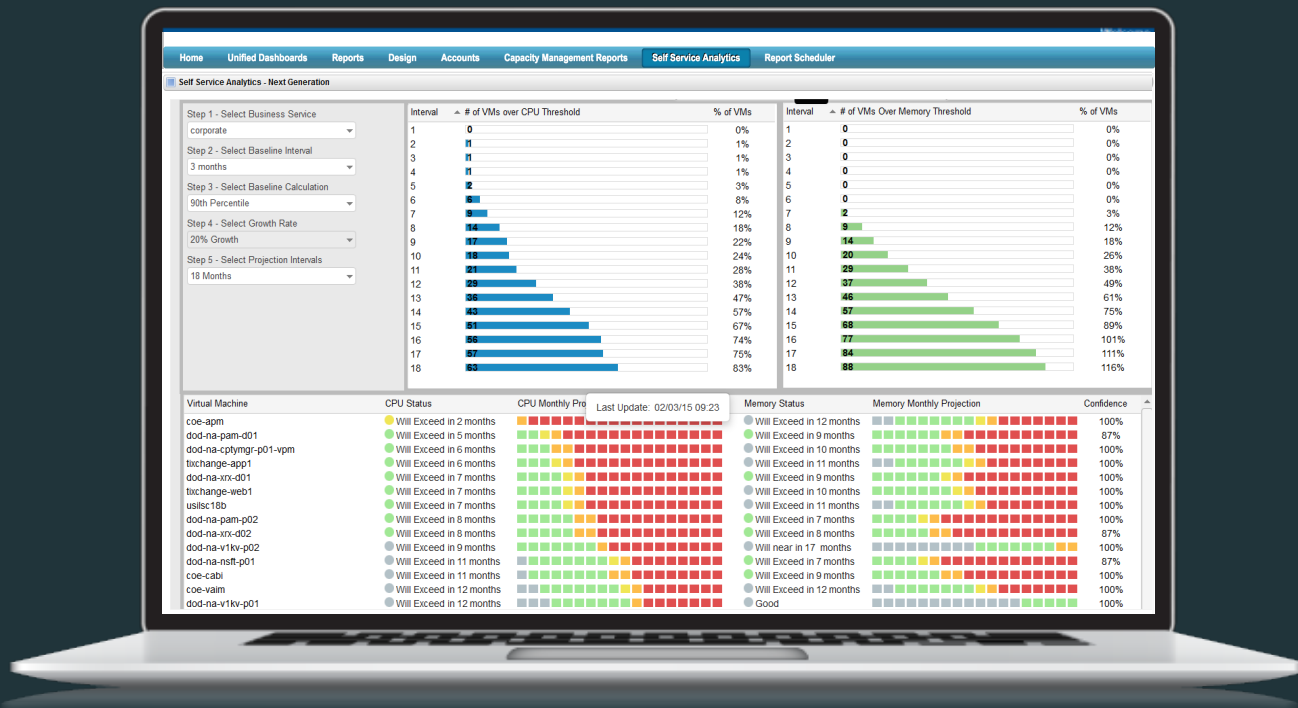 Home Unified Dashboards Reports Design Accounts Capacity Management Reports Self Service Analytics Report Scheduler
Self Service Analytics - Next Generation
Step 1 - Select Business Service
corporate
Step 2 - Select Baseline Interval
3 months
Step 3 - Select Baseline Calculation
90th Percentile
Step 4 - Select Growth Rate
20% Growth
Step 5 - Select Projection Intervals
18 Months
Interval # of VMs over CPU Threshold % of VMs
1 0 0%
2 1 1%
3 1 1%
4 1 1%
5 2 3%
6 6 8%
7 9 12%
8 14 18%
9 17 22%
10 18 24%
11 21 28%
12 29 38%
13 36 47%
14 43 57%
15 51 67%
16 56 74%
17 57 75%
18 63 83%
Interval # of VMs Over Memory Threshold % of VMs
1 0 0%
2 0 0%
3 0 0%
4 0 0%
5 0 0%
6 0 0%
7 2 3%
8 9 12%
9 14 18%
10 20 26%
11 29 38%
12 37 49%
13 46 61%
14 57 75%
15 68 89%
16 77 101%
17 84 111%
18 88 116%
Virtual Machine CPU Status CPU Monthly Memory Status Memory Monthly Projection Confidence
Last Update: 02/03/15 09:23
coe-apm Will Exceed in 2 months Will Exceed in 12 months 100%
dod-na-pam-d01 Will Exceed in 5 months Will Exceed in 9 months 87%
dod-na-cptymgr-p01-vpm Will Exceed in 6 months Will Exceed in 10 months 100%
fixchange-app1 Will Exceed in 6 months Will Exceed in 11 months 100%
dod-na-xrx-d01 Will Exceed in 7 months Will Exceed in 9 months 100%
fixchange-web1 Will Exceed in 7 months Will Exceed in 10 months 100%
usilsc18b Will Exceed in 7 months Will Exceed in 11 months 100%
dod-na-pam-p02 Will Exceed in 8 months Will Exceed in 7 months 100%
dod-na-xrx-d02 Will Exceed in 8 months Will Exceed in 8 months 87%
dod-na-v1kv-p02 Will Exceed in 9 months Will near in 17 months 100%
dod-na-nsft-p01 Will Exceed in 11 months Will Exceed in 7 months 87%
coe-cabi Will Exceed in 11 months Will Exceed in 9 months 100%
coe-vaim Will Exceed in 12 months Will Exceed in 12 months 100%
dod-na-v1kv-p01 Will Exceed in 12 months Good 100%